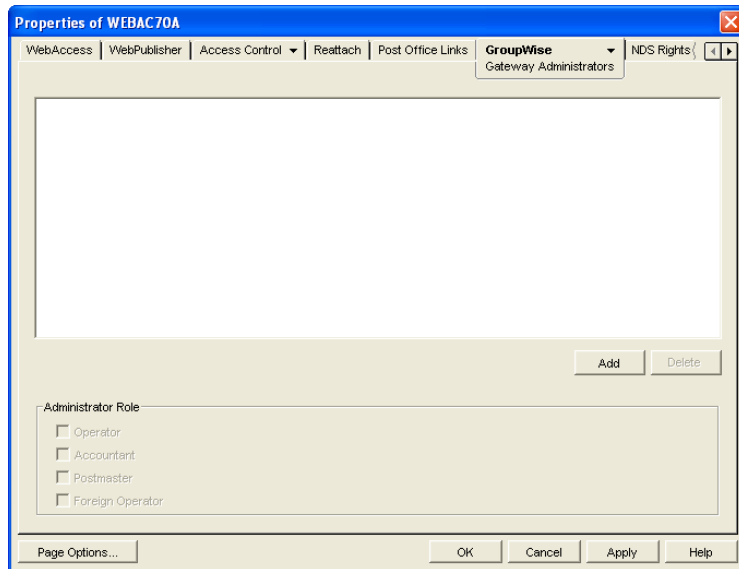 Properties of WEBAC70A
WebAccess WebPublisher Access Control Reattach Post Office Links GroupWise NDS Rights
Gateway Administrators
Add Delete
Administrator Role
Operator
Accountant
Postmaster
Foreign Operator
Page Options... OK Cancel Apply Help